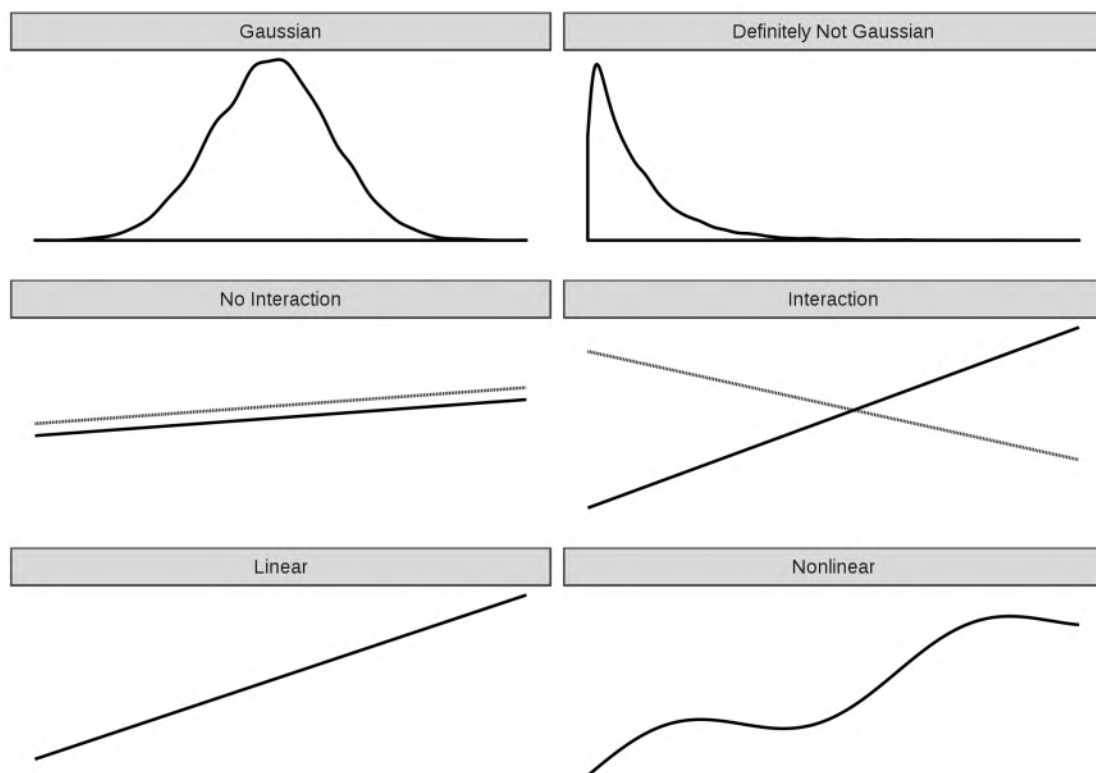 Gaussian
Definitely Not Gaussian
No Interaction
Interaction
Linear
Nonlinear